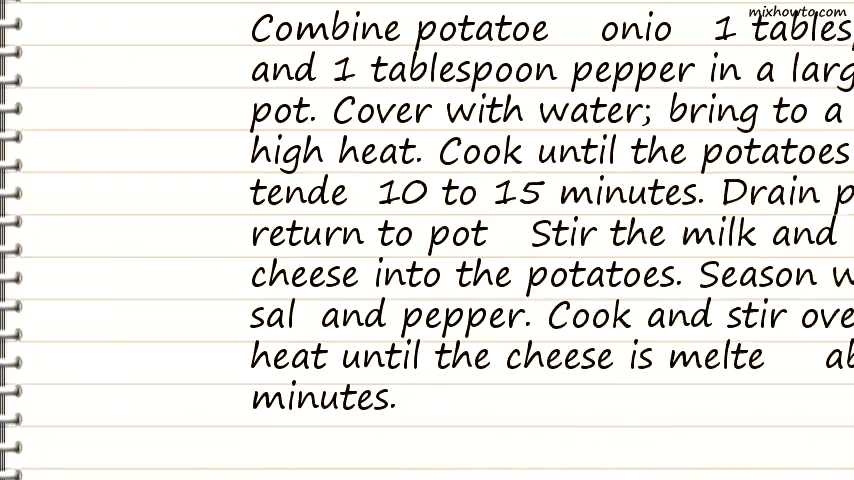 mixhowto.com
Combine potatoe onio 1 tables
and 1 tablespoon pepper in a larg
pot. Cover with water; bring to a
high heat. Cook until the potatoes
tende 10 to 15 minutes. Drain p
return to pot Stir the milk and
cheese into the potatoes. Season w
sal and pepper. Cook and stir ove
heat until the cheese is melte ab
minutes.